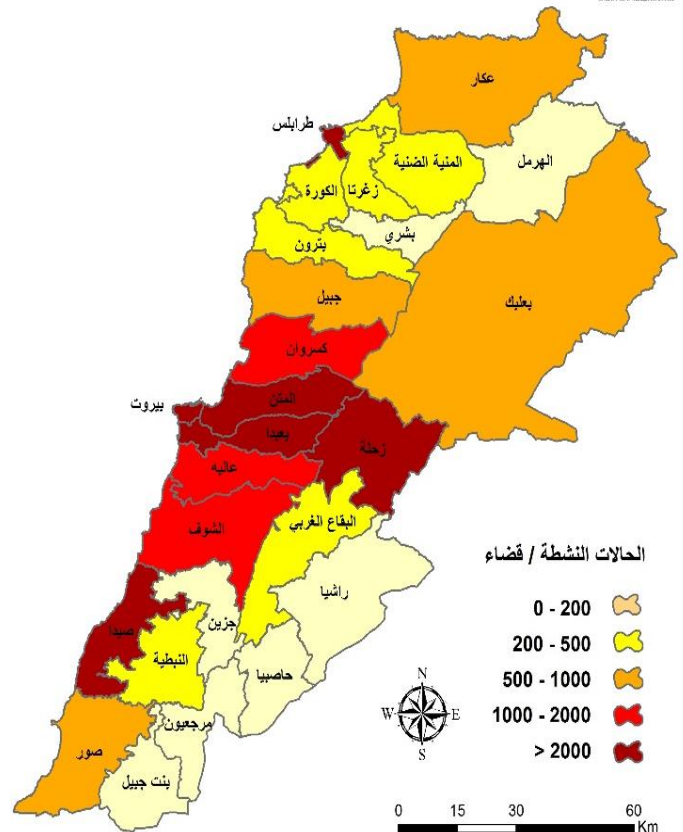 عكار
طرابلس
المنية الضنية
الهرمل
زغرتا
الكورة
بشري
بترون
بعلبك
جبيل
كسروان
المتن
بيروت
بعبدا
زحلة
عاليه
الشوف
البقاع الغربي
راشيا
جزين
صيدا
النبطية
حاصبيا
مرجعيون
صور
بنت جبيل
الحالات النشطة / قضاء
0 - 200
200 - 500
500 - 1000
1000 - 2000
> 2000
N
W E
S
0 15 30 60
Km